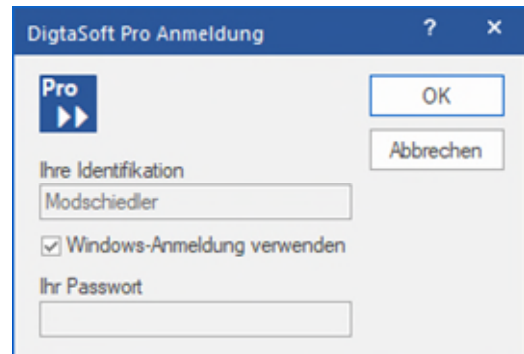 DigtaSoft Pro Anmeldung ? ×
Pro
OK
Abbrechen
Ihre Identifikation
Modschiedler
Windows-Anmeldung verwenden
Ihr Passwort